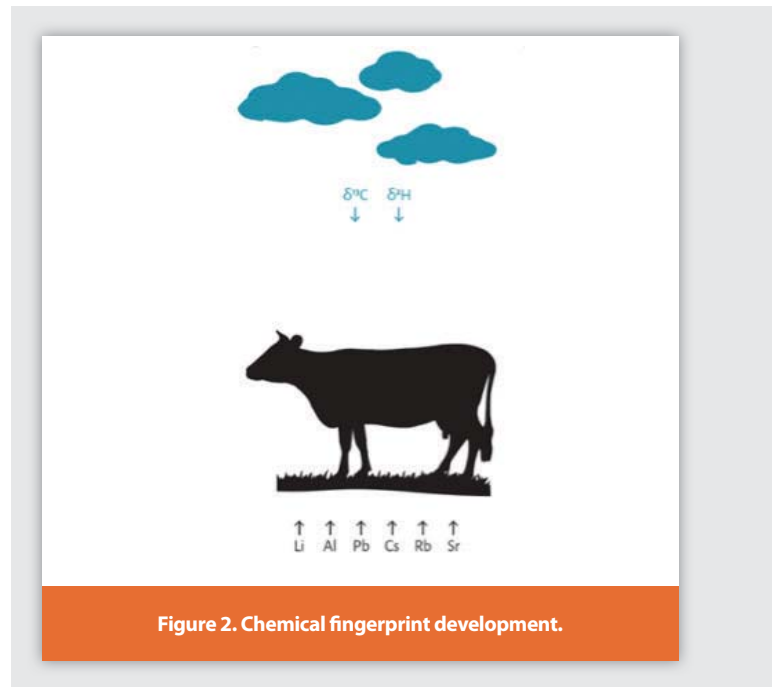 δ¹³C δ²H
↓ ↓
↑ ↑ ↑ ↑ ↑ ↑
Li Al Pb Cs Rb Sr
Figure 2. Chemical fingerprint development.